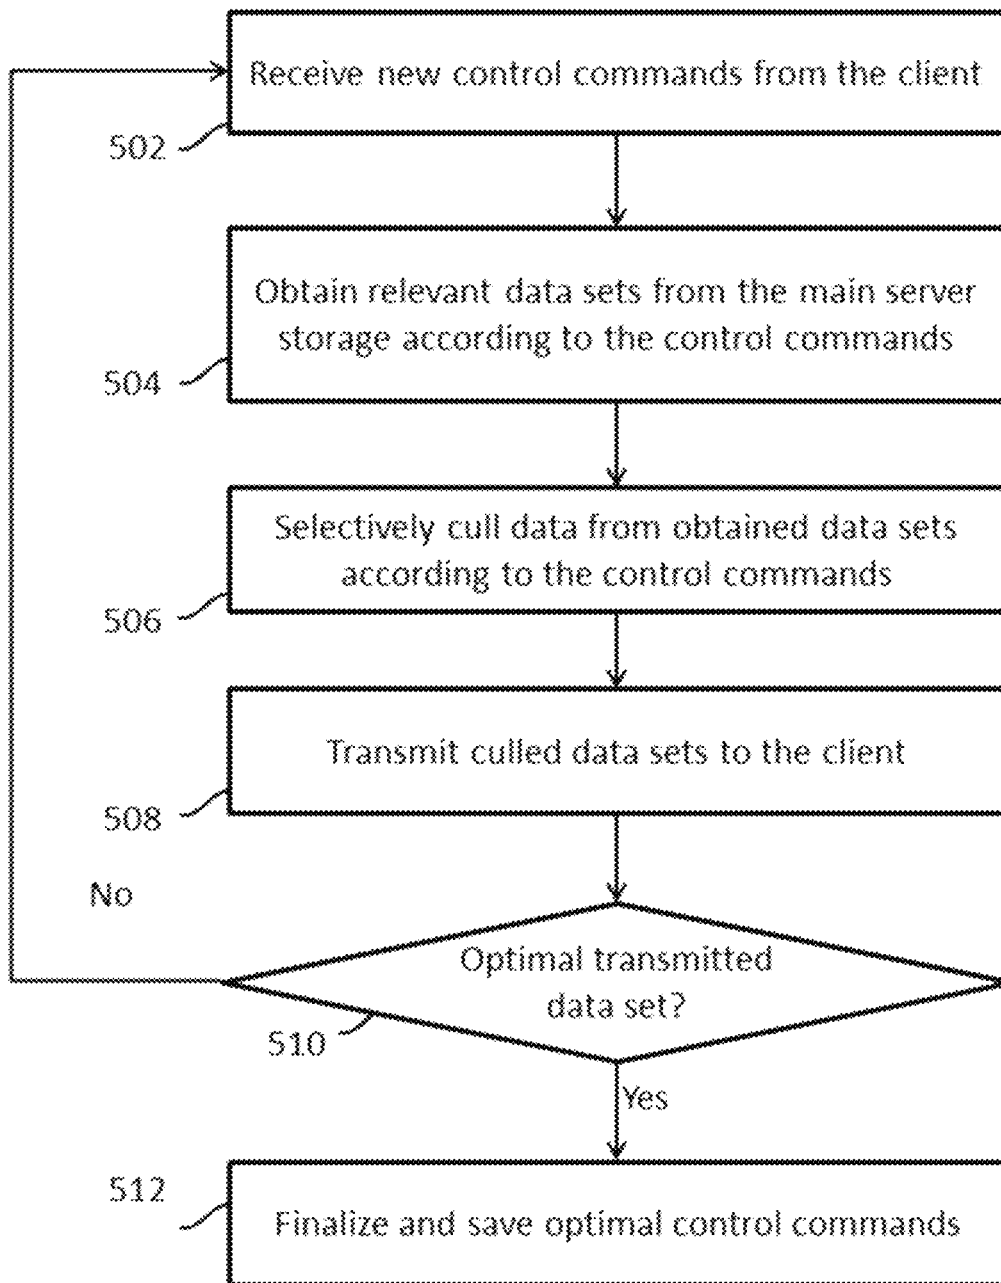 Receive new control commands from the client
502
Obtain relevant data sets from the main server
storage according to the control commands
504
Selectively cull data from obtained data sets
according to the control commands
506
Transmit culled data sets to the client
508
No
Optimal transmitted
data set?
510
Yes
512
Finalize and save optimal control commands